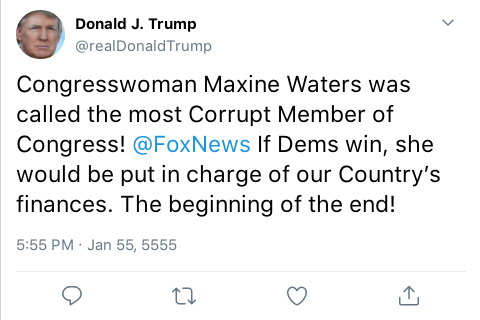 Donald J. Trump
@realDonaldTrump
Congresswoman Maxine Waters was
called the most Corrupt Member of
Congress! @FoxNews If Dems win, she
would be put in charge of our Country’s
finances. The beginning of the end!
5:55 PM · Jan 55, 5555